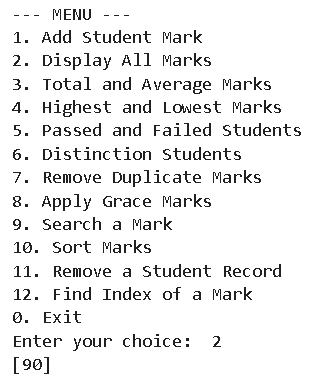 --- MENU ---
1. Add Student Mark
2. Display All Marks
3. Total and Average Marks
4. Highest and Lowest Marks
5. Passed and Failed Students
6. Distinction Students
7. Remove Duplicate Marks
8. Apply Grace Marks
9. Search a Mark
10. Sort Marks
11. Remove a Student Record
12. Find Index of a Mark
0. Exit
Enter your choice:  2
[90]